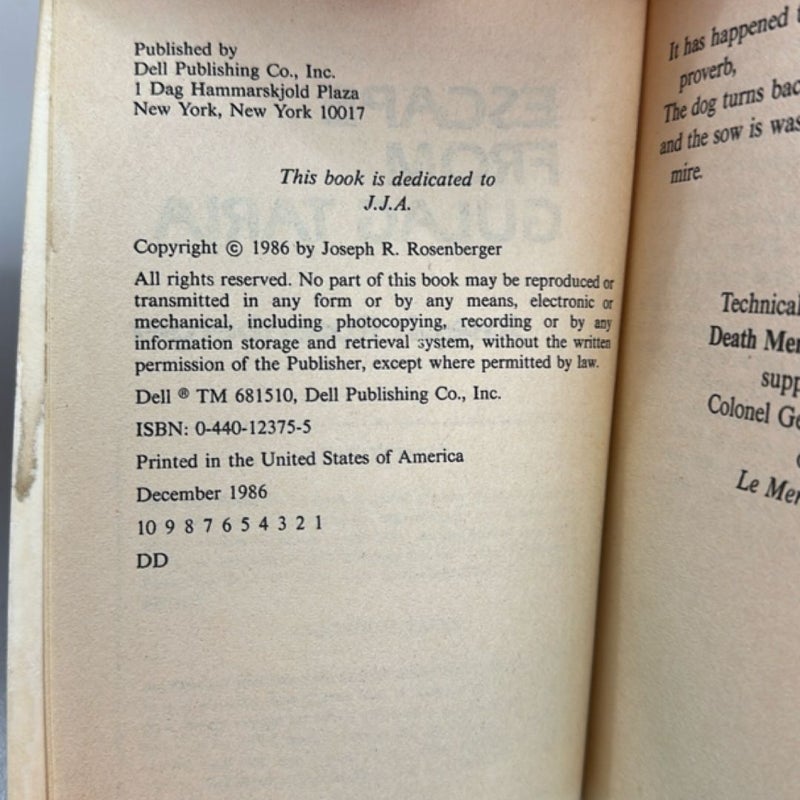 Published by
Dell Publishing Co., Inc.
1 Dag Hammarskjold Plaza
New York, New York 10017
This book is dedicated to
J.J.A.
Copyright © 1986 by Joseph R. Rosenberger
All rights reserved. No part of this book may be reproduced or
transmitted in any form or by any means, electronic or
mechanical, including photocopying, recording or by any
information storage and retrieval system, without the written
permission of the Publisher, except where permitted by law.
Dell ® TM 681510, Dell Publishing Co., Inc.
ISBN: 0-440-12375-5
Printed in the United States of America
December 1986
10 9 8 7 6 5 4 3 2 1
DD
It has happened
proverb,
The dog turns
and the sow is
mire.
Technical
Death
Colonel
Le